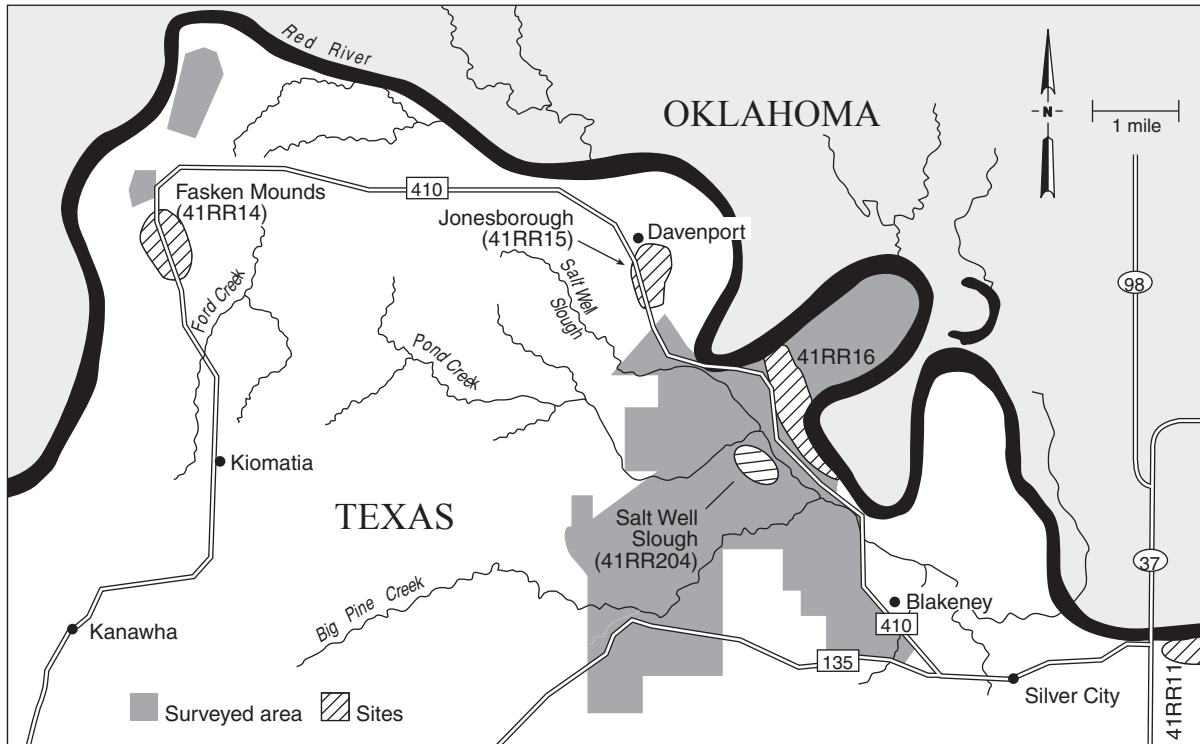 Red River
OKLAHOMA
N
1 mile
410
Fasken Mounds
(41RR14)
Jonesborough
(41RR15)
Davenport
98
Ford Creek
Salt Well
Slough
Pond Creek
41RR16
Kiomatia
TEXAS
Salt Well
Slough
(41RR204)
37
Big Pine Creek
Blakeney
410
Kanawha
135
Silver City
41RR11
Surveyed area
Sites